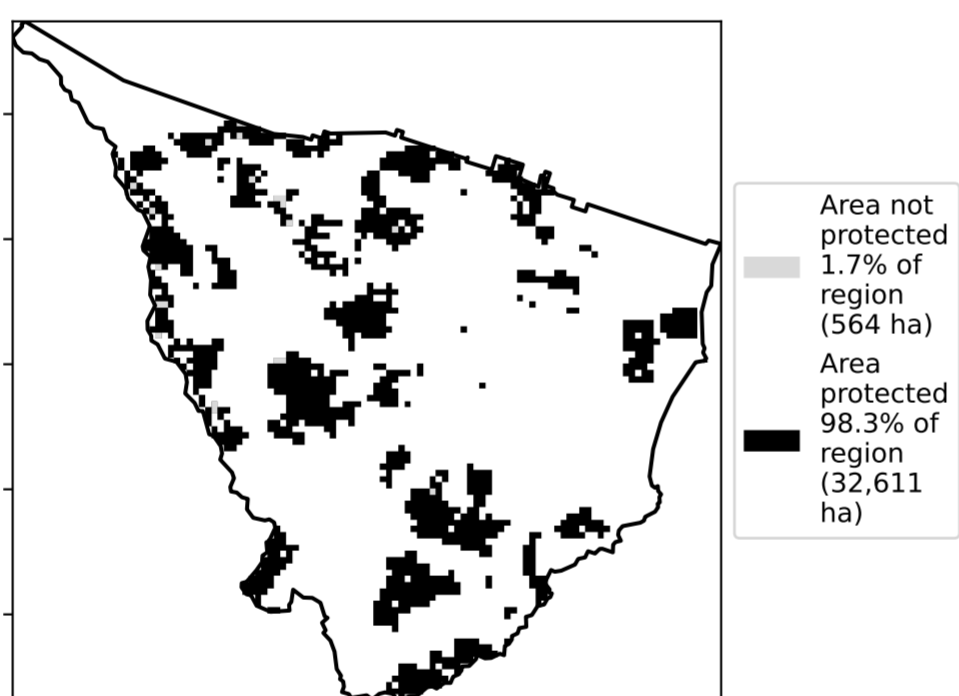 Area not
protected
1.7% of
region
(564 ha)
Area
protected
98.3% of
region
(32,611
ha)